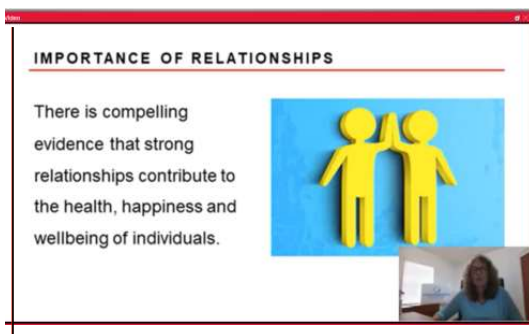 Video
IMPORTANCE OF RELATIONSHIPS
There is compelling
evidence that strong
relationships contribute to
the health, happiness and
wellbeing of individuals.